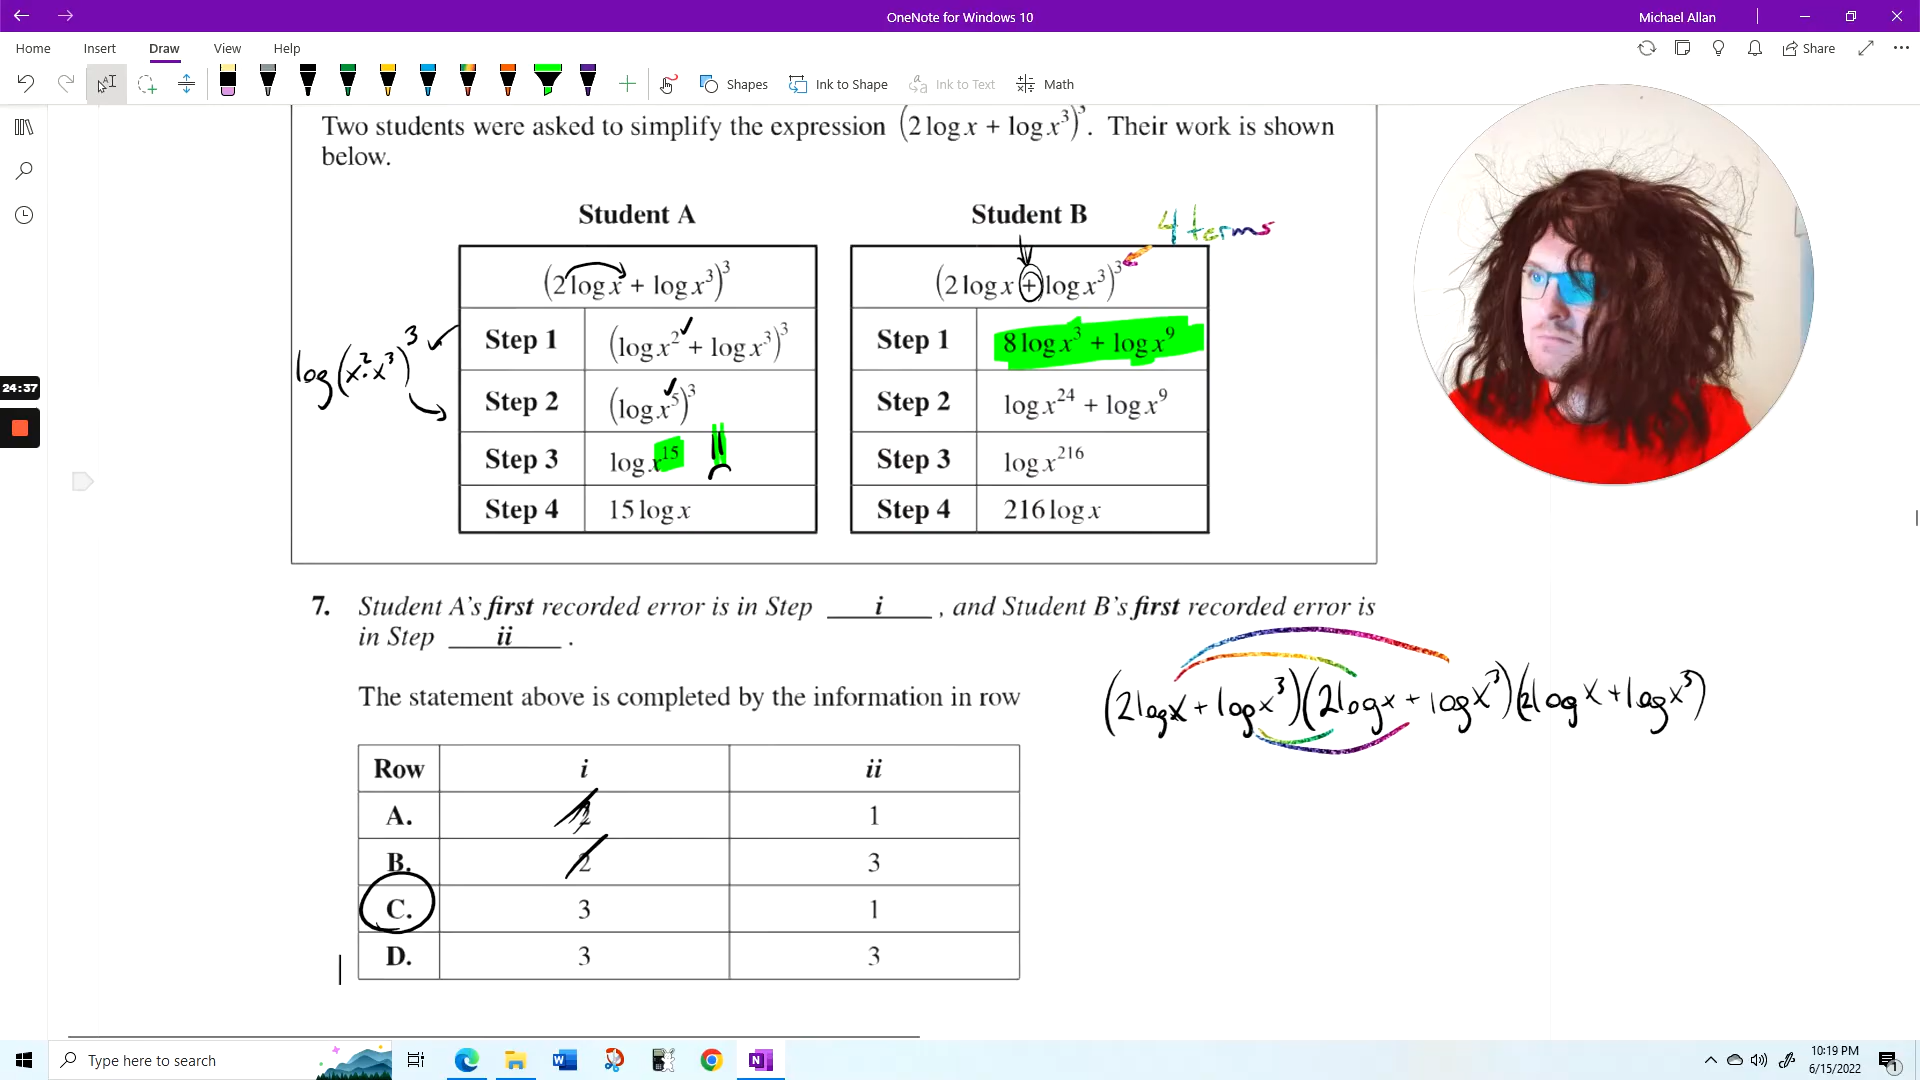 OneNote for Windows 10
Michael Allan
Home Insert Draw View Help
Share
Shapes Ink to Shape Ink to Text Math
Two students were asked to simplify the expression (2 log x + log x³)³. Their work is shown
below.
Student A
(2 log x + log x³)³
Step 1 (log x² + log x³)³
Step 2 (log x⁵)³
Step 3 log x¹⁵
Step 4 15 log x
log(x²·x³)³
Student B
4 terms
(2 log x + log x³)³
Step 1 8 log x³ + log x⁹
Step 2 log x²⁴ + log x⁹
Step 3 log x²¹⁶
Step 4 216 log x
24:37
7. Student A's first recorded error is in Step i , and Student B's first recorded error is
in Step ii .
(2logx + logx³)(2logx + logx³)(2logx + logx³)
The statement above is completed by the information in row
Row i ii
A. 2 1
B. 2 3
C. 3 1
D. 3 3
Type here to search
10:19 PM
6/15/2022